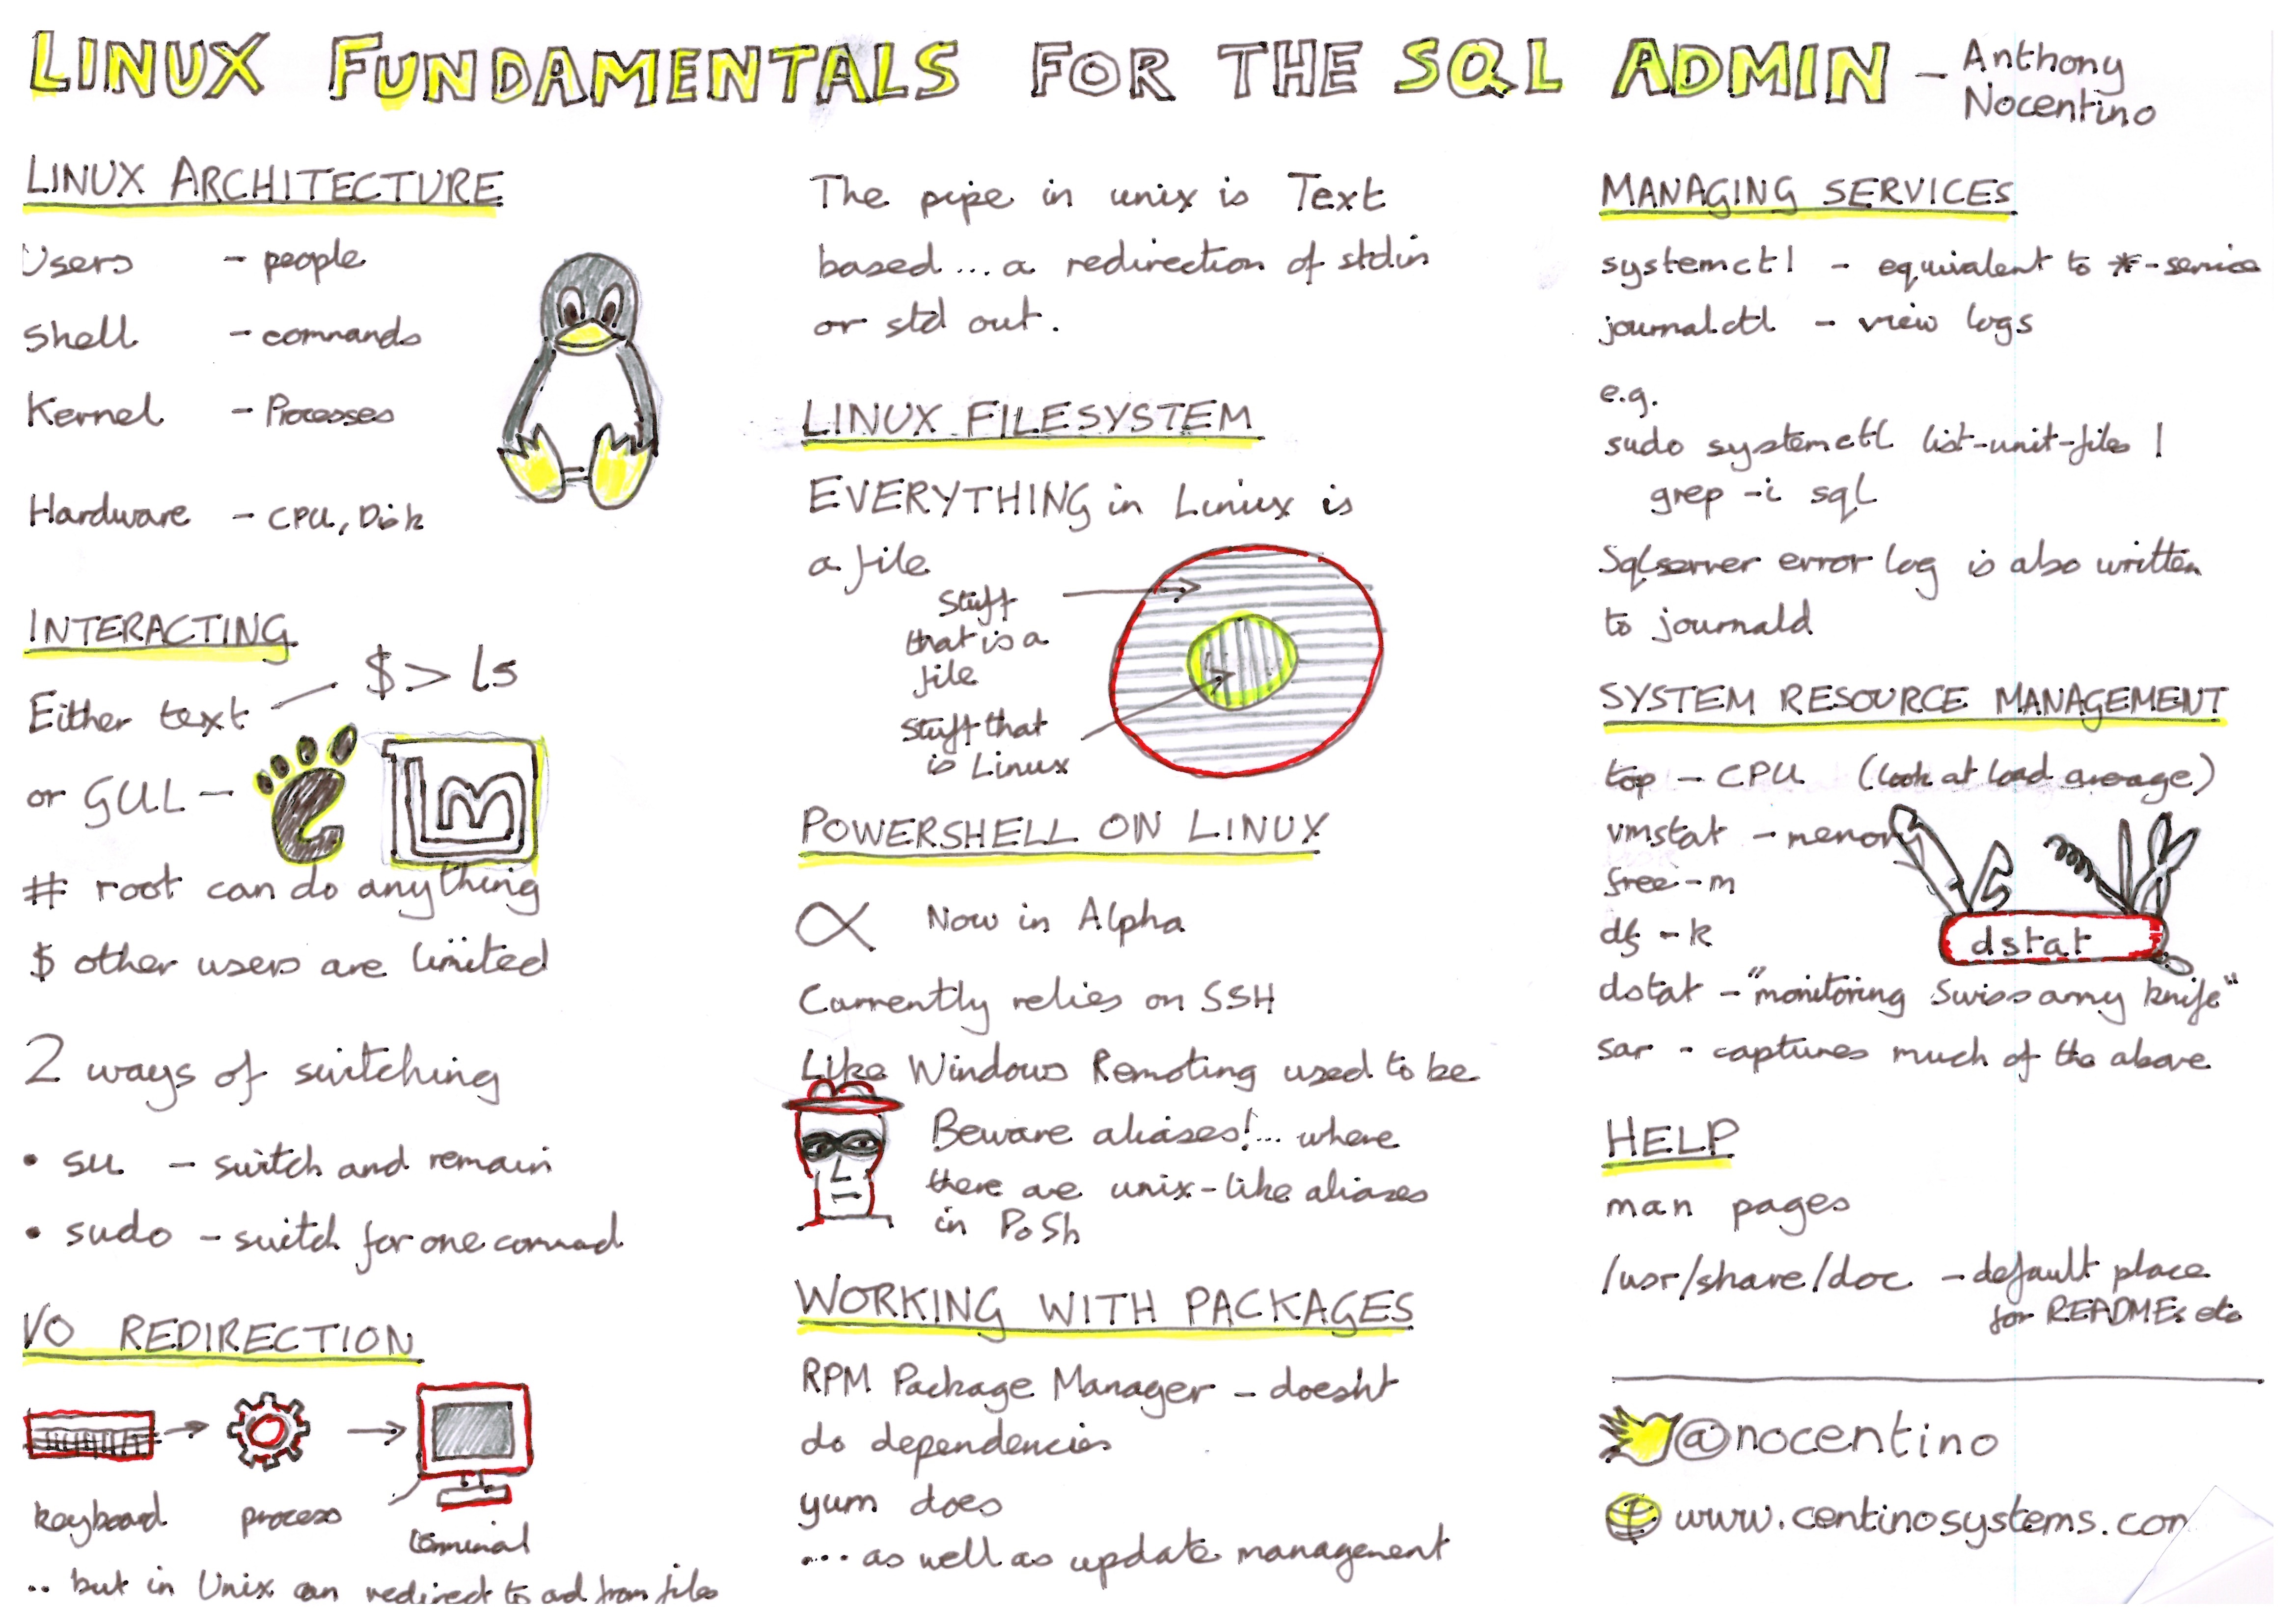 LINUX FUNDAMENTALS FOR THE SQL ADMIN - Anthony Nocentino
LINUX ARCHITECTURE
Users - people
Shell - commands
Kernel - Processes
Hardware - CPU, Disk
INTERACTING
Either text $> ls
or GUI -
# root can do anything
$ other users are limited
2 ways of switching
• su - switch and remain
• sudo - switch for one command
I/O REDIRECTION
keyboard process terminal
.. but in Unix can redirect to and from files
The pipe in unix is Text
based... a redirection of stdin
or std out.
LINUX FILESYSTEM
EVERYTHING in Linux is
a file
Stuff
that is a
file
Stuff that
is Linux
POWERSHELL ON LINUX
∝ Now in Alpha
Currently relies on SSH
Like Windows Remoting used to be
Beware aliases!... where
there are unix-like aliases
in PoSh
WORKING WITH PACKAGES
RPM Package Manager - doesn't
do dependencies
yum does
... as well as update management
MANAGING SERVICES
systemctl - equivalent to *-service
journalctl - view logs
e.g.
sudo systemctl list-unit-files |
grep -i sql
Sqlserver error log is also written
to journald
SYSTEM RESOURCE MANAGEMENT
top - CPU (look at load average)
vmstat - memory
free -m
df -k
dstat
dstat - "monitoring Swiss army knife"
sar - captures much of the above
HELP
man pages
/usr/share/doc - default place
for READMEs etc
@nocentino
www.centinosystems.com